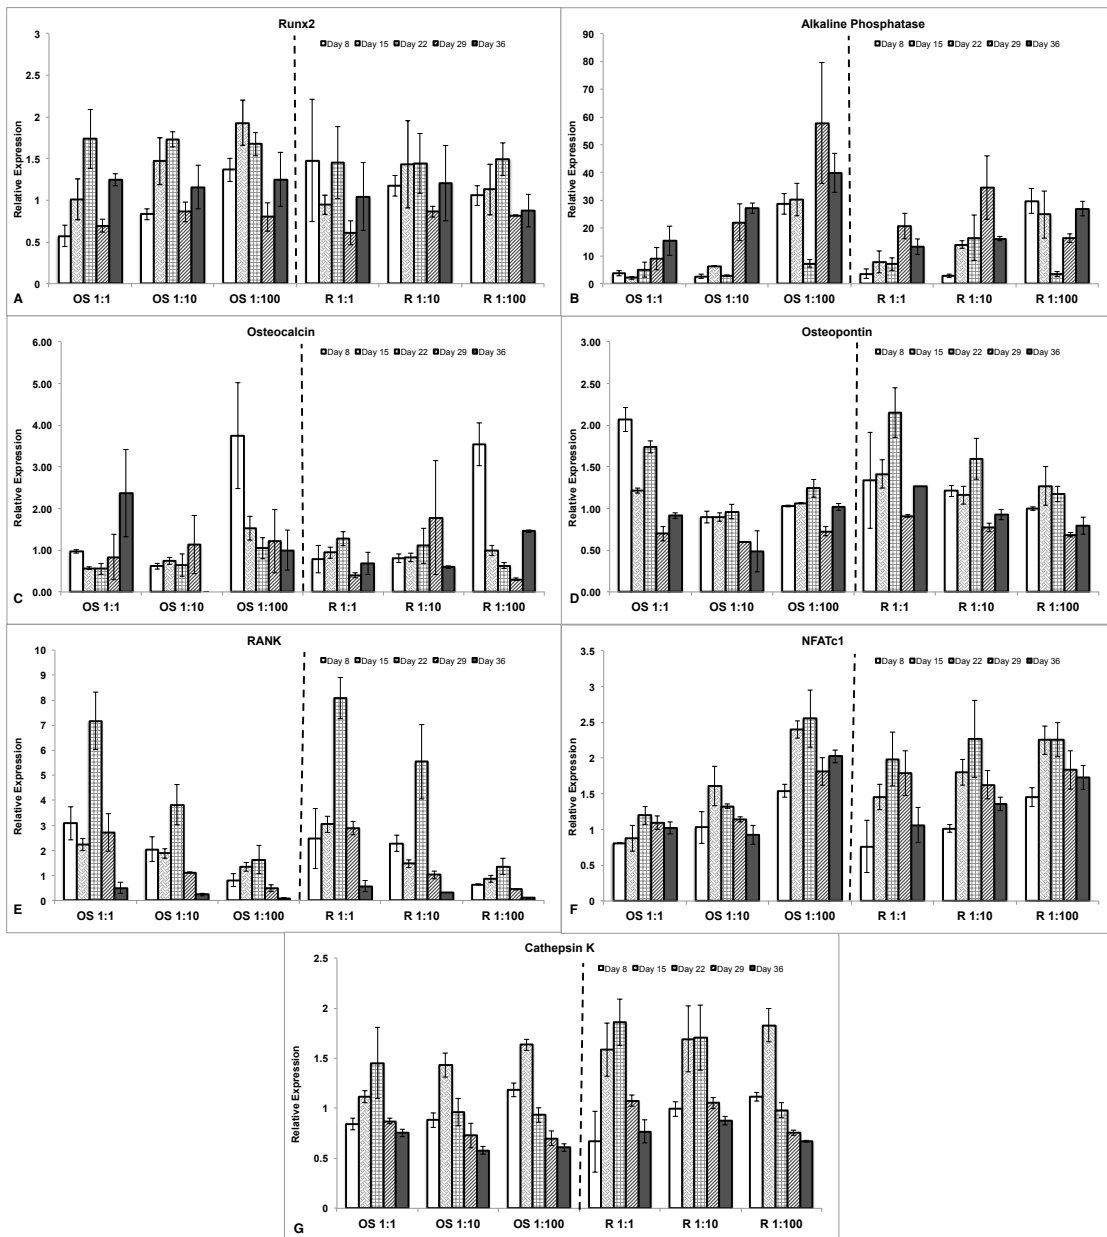 Runx2
Day 8 Day 15 Day 22 Day 29 Day 36
Relative Expression
3
2.5
2
1.5
1
0.5
0
A
OS 1:1 OS 1:10 OS 1:100 R 1:1 R 1:10 R 1:100
Alkaline Phosphatase
Day 8 Day 15 Day 22 Day 29 Day 36
Relative Expression
90
80
70
60
50
40
30
20
10
0
B
OS 1:1 OS 1:10 OS 1:100 R 1:1 R 1:10 R 1:100
Osteocalcin
Day 8 Day 15 Day 22 Day 29 Day 36
Relative Expression
6.00
5.00
4.00
3.00
2.00
1.00
0.00
C
OS 1:1 OS 1:10 OS 1:100 R 1:1 R 1:10 R 1:100
Osteopontin
Day 8 Day 15 Day 22 Day 29 Day 36
Relative Expression
3.00
2.50
2.00
1.50
1.00
0.50
0.00
D
OS 1:1 OS 1:10 OS 1:100 R 1:1 R 1:10 R 1:100
RANK
Day 8 Day 15 Day 22 Day 29 Day 36
Relative Expression
10
9
8
7
6
5
4
3
2
1
0
E
OS 1:1 OS 1:10 OS 1:100 R 1:1 R 1:10 R 1:100
NFATc1
Day 8 Day 15 Day 22 Day 29 Day 36
Relative Expression
3.5
3
2.5
2
1.5
1
0.5
0
F
OS 1:1 OS 1:10 OS 1:100 R 1:1 R 1:10 R 1:100
Cathepsin K
Day 8 Day 15 Day 22 Day 29 Day 36
Relative Expression
2.5
2
1.5
1
0.5
0
G
OS 1:1 OS 1:10 OS 1:100 R 1:1 R 1:10 R 1:100